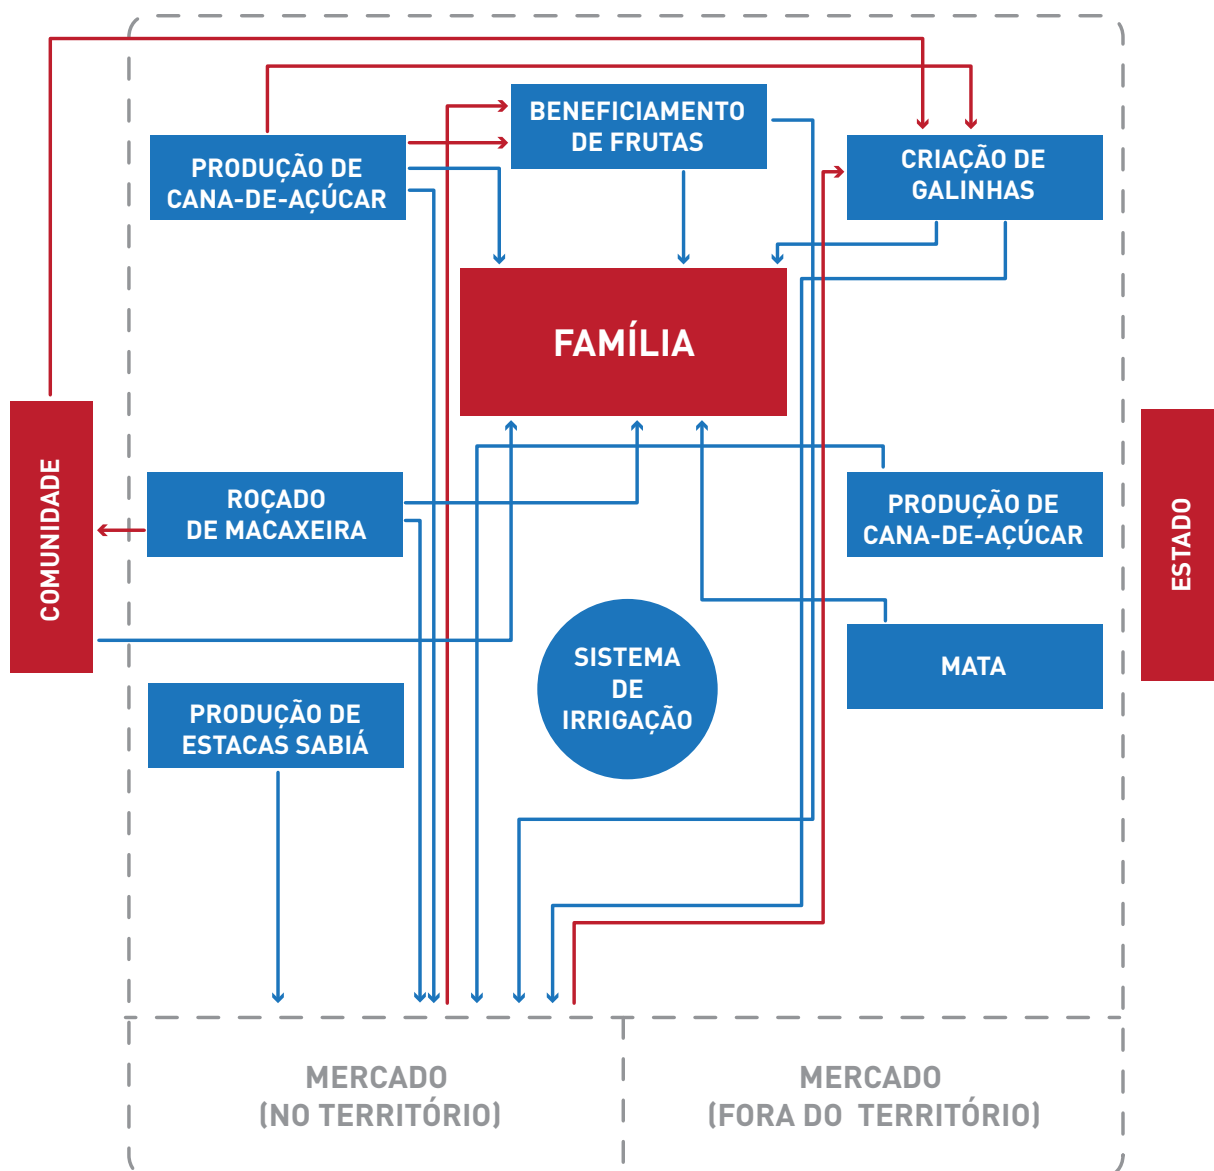 BENEFICIAMENTO
DE FRUTAS
PRODUÇÃO DE
CANA-DE-AÇÚCAR
CRIAÇÃO DE
GALINHAS
FAMÍLIA
COMUNIDADE
ROÇADO
DE MACAXEIRA
PRODUÇÃO DE
CANA-DE-AÇÚCAR
ESTADO
SISTEMA
DE
IRRIGAÇÃO
MATA
PRODUÇÃO DE
ESTACAS SABIÁ
MERCADO
(NO TERRITÓRIO)
MERCADO
(FORA DO TERRITÓRIO)